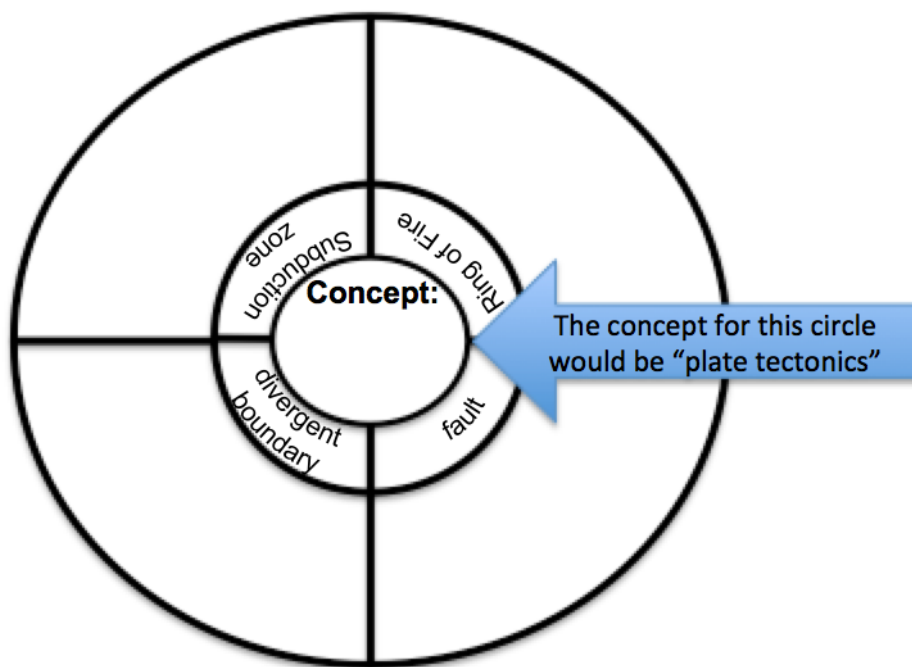 Subduction
zone
Ring of Fire
Concept:
The concept for this circle
would be “plate tectonics”
divergent
boundary
fault